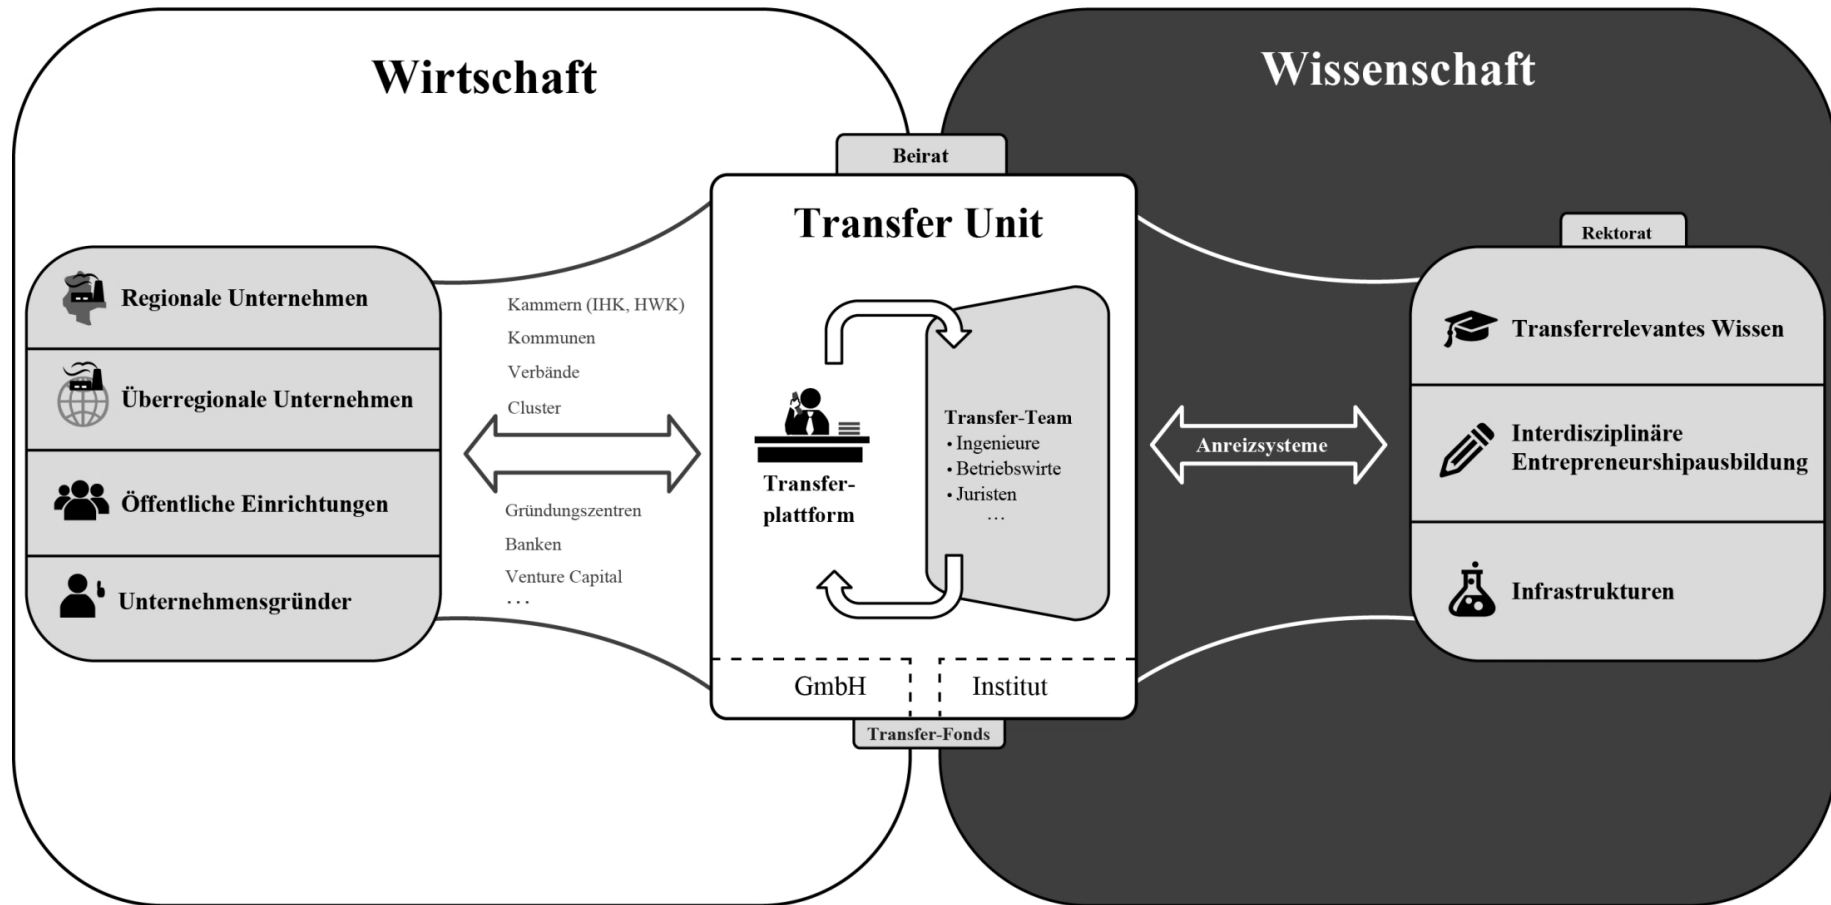 Wirtschaft
Wissenschaft
Beirat
Transfer Unit
Rektorat
Regionale Unternehmen
Überregionale Unternehmen
Öffentliche Einrichtungen
Unternehmensgründer
Kammern (IHK, HWK)
Kommunen
Verbände
Cluster
Gründungszentren
Banken
Venture Capital
...
Transfer-
plattform
Transfer-Team
• Ingenieure
• Betriebswirte
• Juristen
...
GmbH
Institut
Transfer-Fonds
Anreizsysteme
Transferrelevantes Wissen
Interdisziplinäre
Entrepreneurshipausbildung
Infrastrukturen